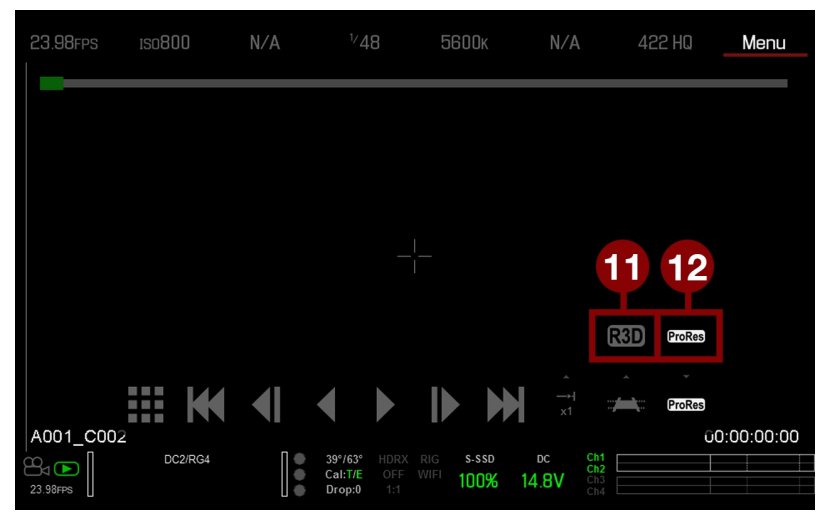 23.98FPS ISO800 N/A 1/48 5600K N/A 422 HQ Menu
11 12
R3D ProRes
x1 ProRes
A001_C002 00:00:00:00
DC2/RG4 39°/63° HDRX RIG S-SSD DC Ch1
Cal:T/E OFF WIFI 100% 14.8V Ch2
23.98FPS Drop:0 1:1 Ch3
Ch4